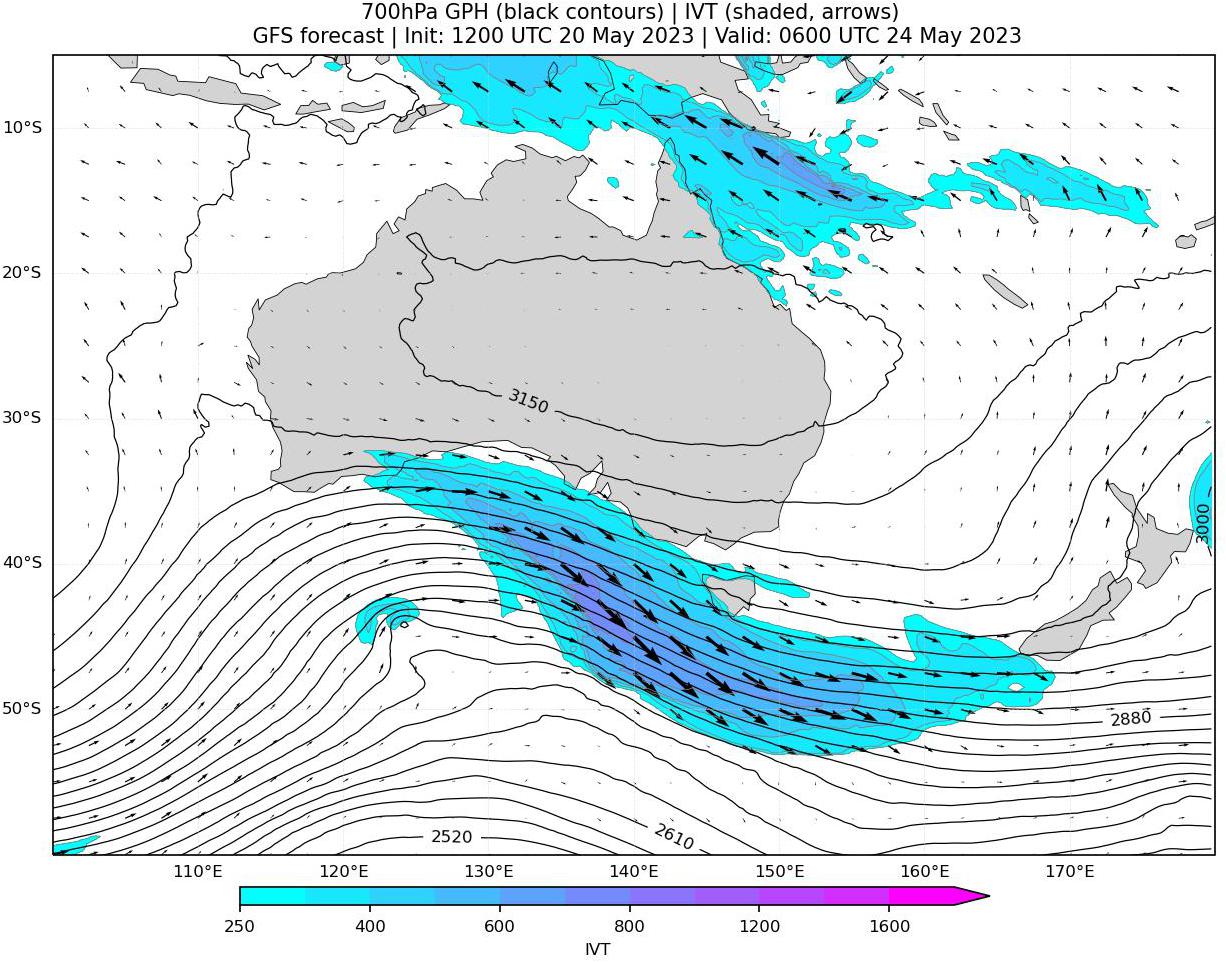 700hPa GPH (black contours) | IVT (shaded, arrows)
GFS forecast | Init: 1200 UTC 20 May 2023 | Valid: 0600 UTC 24 May 2023
10°S
20°S
3150
30°S
3000
40°S
50°S
2880
2520
2610
110°E 120°E 130°E 140°E 150°E 160°E 170°E
250 400 600 800 1200 1600
IVT